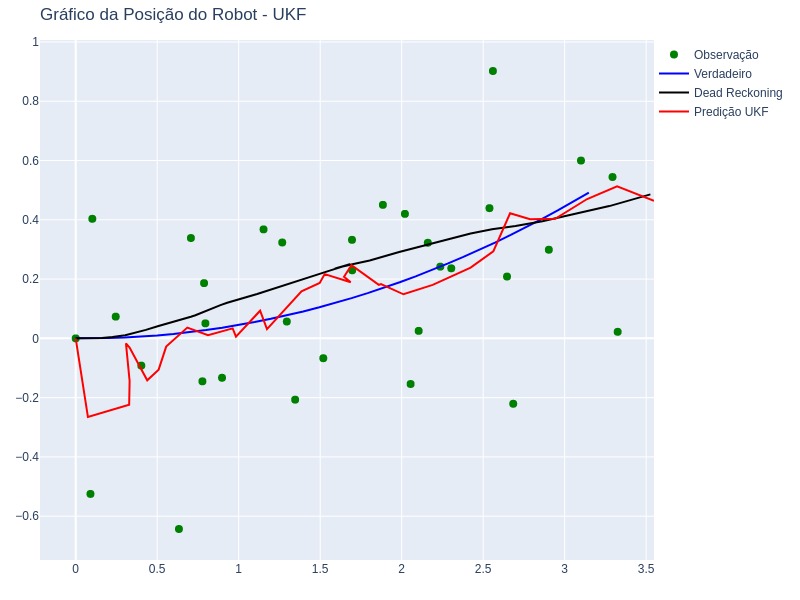 Gráfico da Posição do Robot - UKF
Observação
Verdadeiro
Dead Reckoning
Predição UKF
1
0.8
0.6
0.4
0.2
0
−0.2
−0.4
−0.6
0 0.5 1 1.5 2 2.5 3 3.5